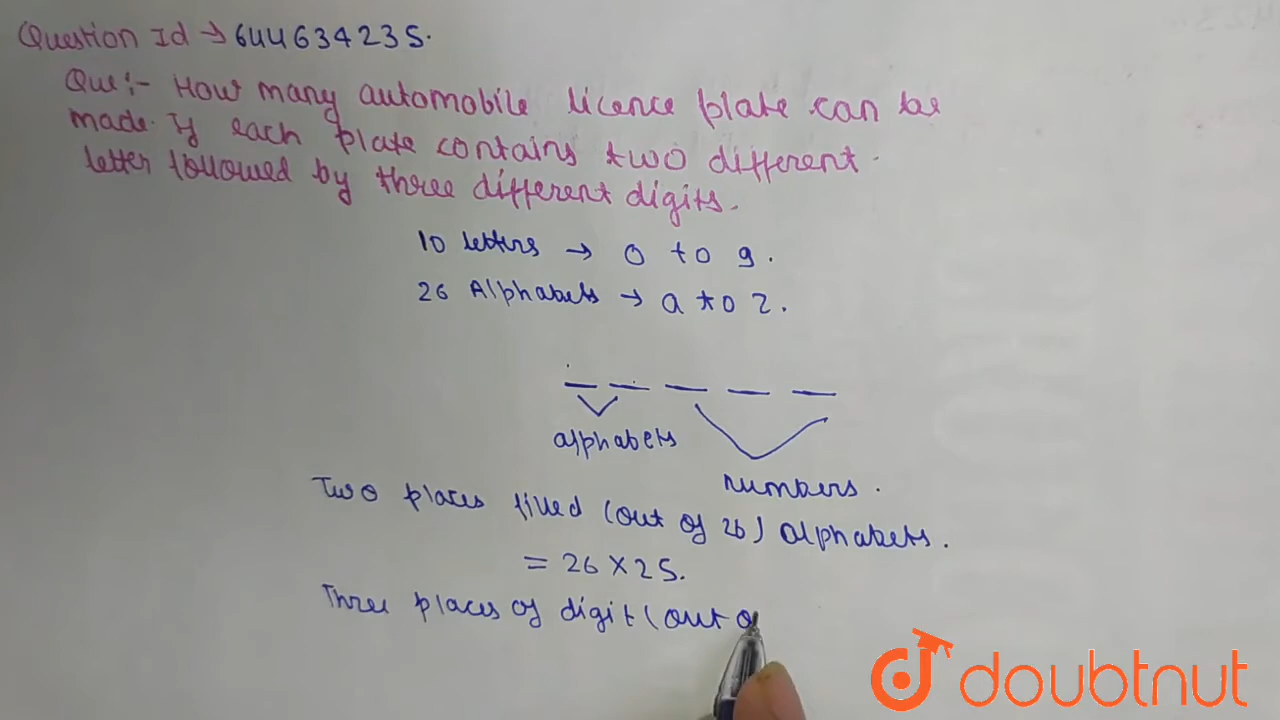 Question Id → 644634235.
Que:- How many automobile licence plate can be
made. If each plate contains two different
letter followed by three different digits.
10 letters → 0 to 9.
26 Alphabets → a to z.
alphabets
numbers.
Two places filled (out of 26) alphabets.
= 26 × 25.
Three places of digit (out o
doubtnut